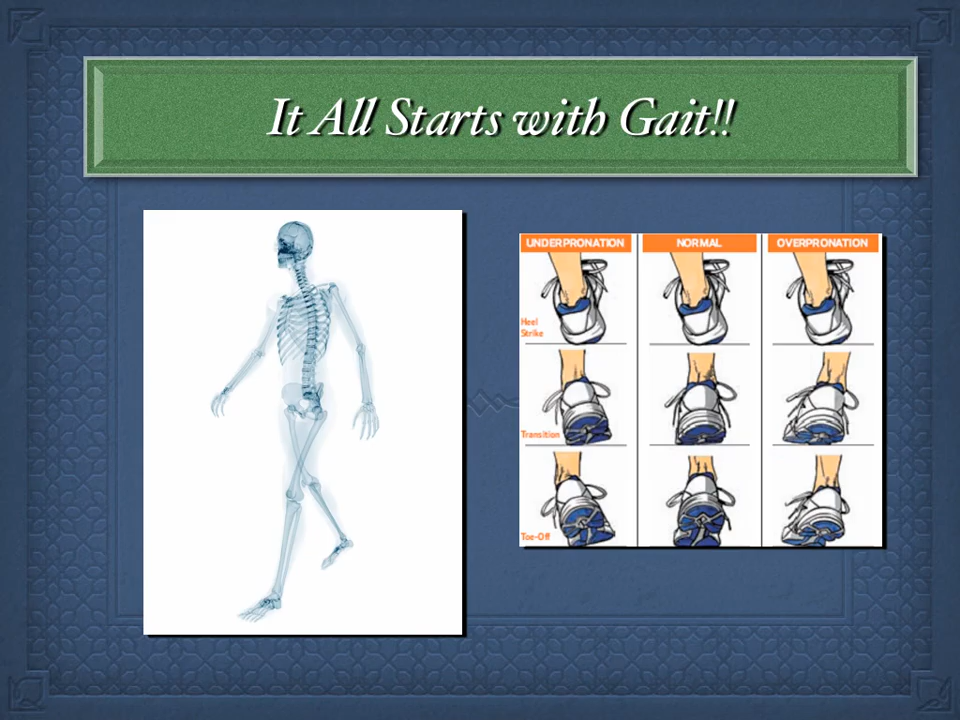 It All Starts with Gait!!
UNDERPRONATION
NORMAL
OVERPRONATION
Heel
Strike
Transition
Toe-Off